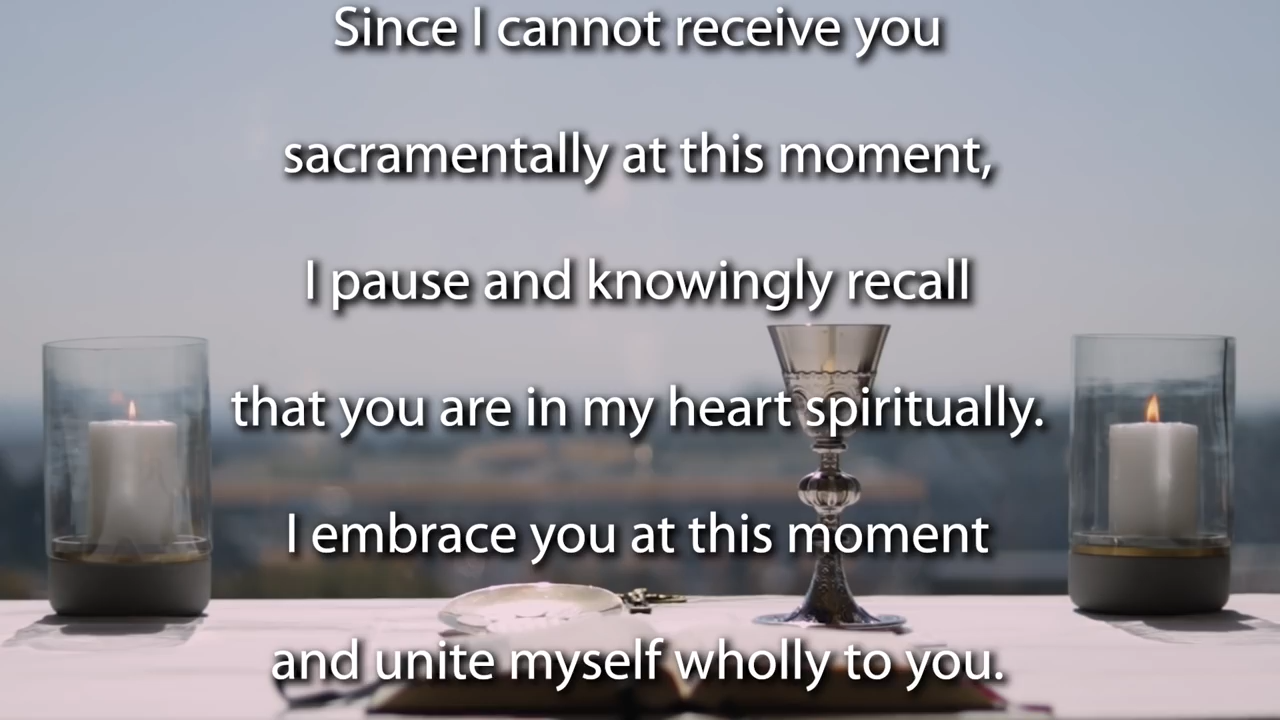 Since I cannot receive you
sacramentally at this moment,
I pause and knowingly recall
that you are in my heart spiritually.
I embrace you at this moment
and unite myself wholly to you.